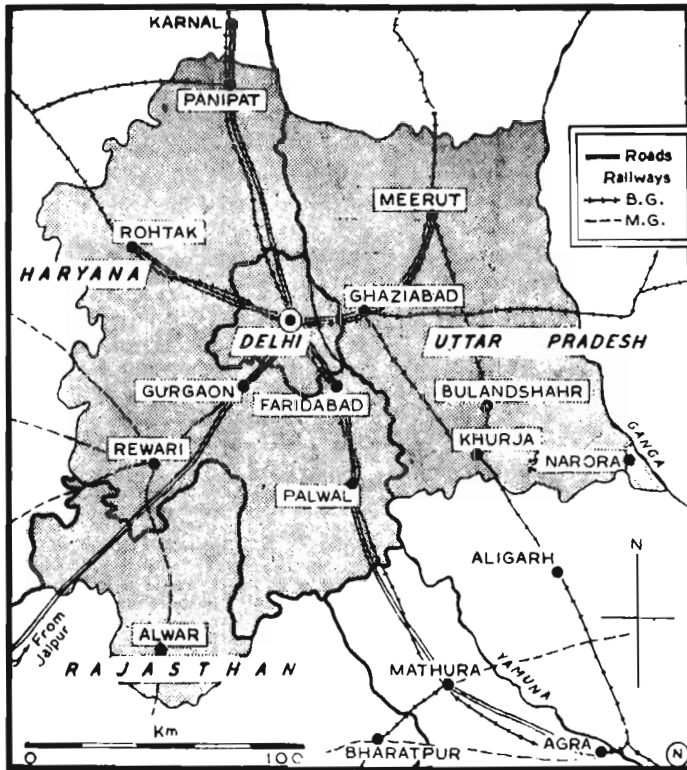 KARNAL
PANIPAT
Roads
Railways
B.G.
M.G.
MEERUT
ROHTAK
HARYANA
GHAZIABAD
DELHI
UTTAR PRADESH
GURGAON
FARIDABAD
BULANDSHAHR
GANGA
REWARI
KHURJA
NARORA
PALWAL
N
ALIGARH
From
Jaipur
ALWAR
RAJASTHAN
MATHURA
YAMUNA
Km
0 100
BHARATPUR
AGRA
N